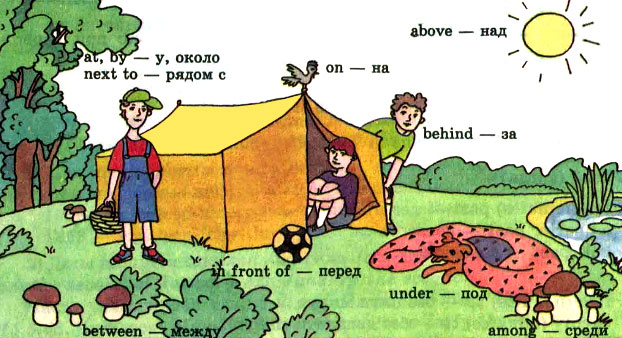 above — над
at, by — у, около
next to — рядом с
on — на
behind — за
in front of — перед
under — под
between — между
among — среди